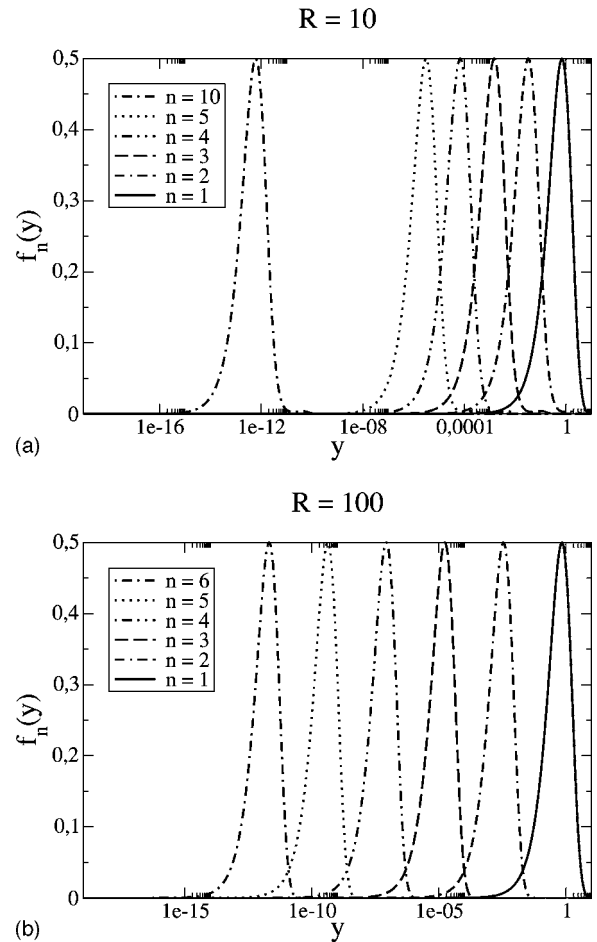 R = 10
0,5
0,4
0,3
0,2
0,1
0
f_n(y)
n = 10
n = 5
n = 4
n = 3
n = 2
n = 1
1e-16
1e-12
1e-08
0,0001
1
y
(a)
R = 100
0,5
0,4
0,3
0,2
0,1
0
f_n(y)
n = 6
n = 5
n = 4
n = 3
n = 2
n = 1
1e-15
1e-10
1e-05
1
y
(b)